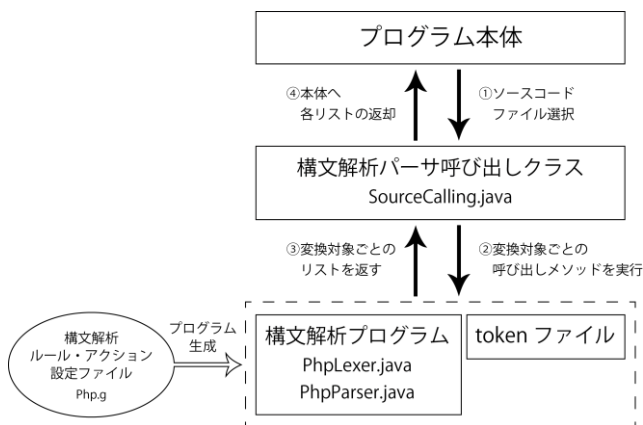 プログラム本体
④本体へ
各リストの返却
①ソースコード
ファイル選択
構文解析パーサ呼び出しクラス
SourceCalling.java
③変換対象ごとの
リストを返す
②変換対象ごとの
呼び出しメソッドを実行
構文解析
ルール・アクション
設定ファイル
Php.g
プログラム
生成
構文解析プログラム
PhpLexer.java
PhpParser.java
token ファイル